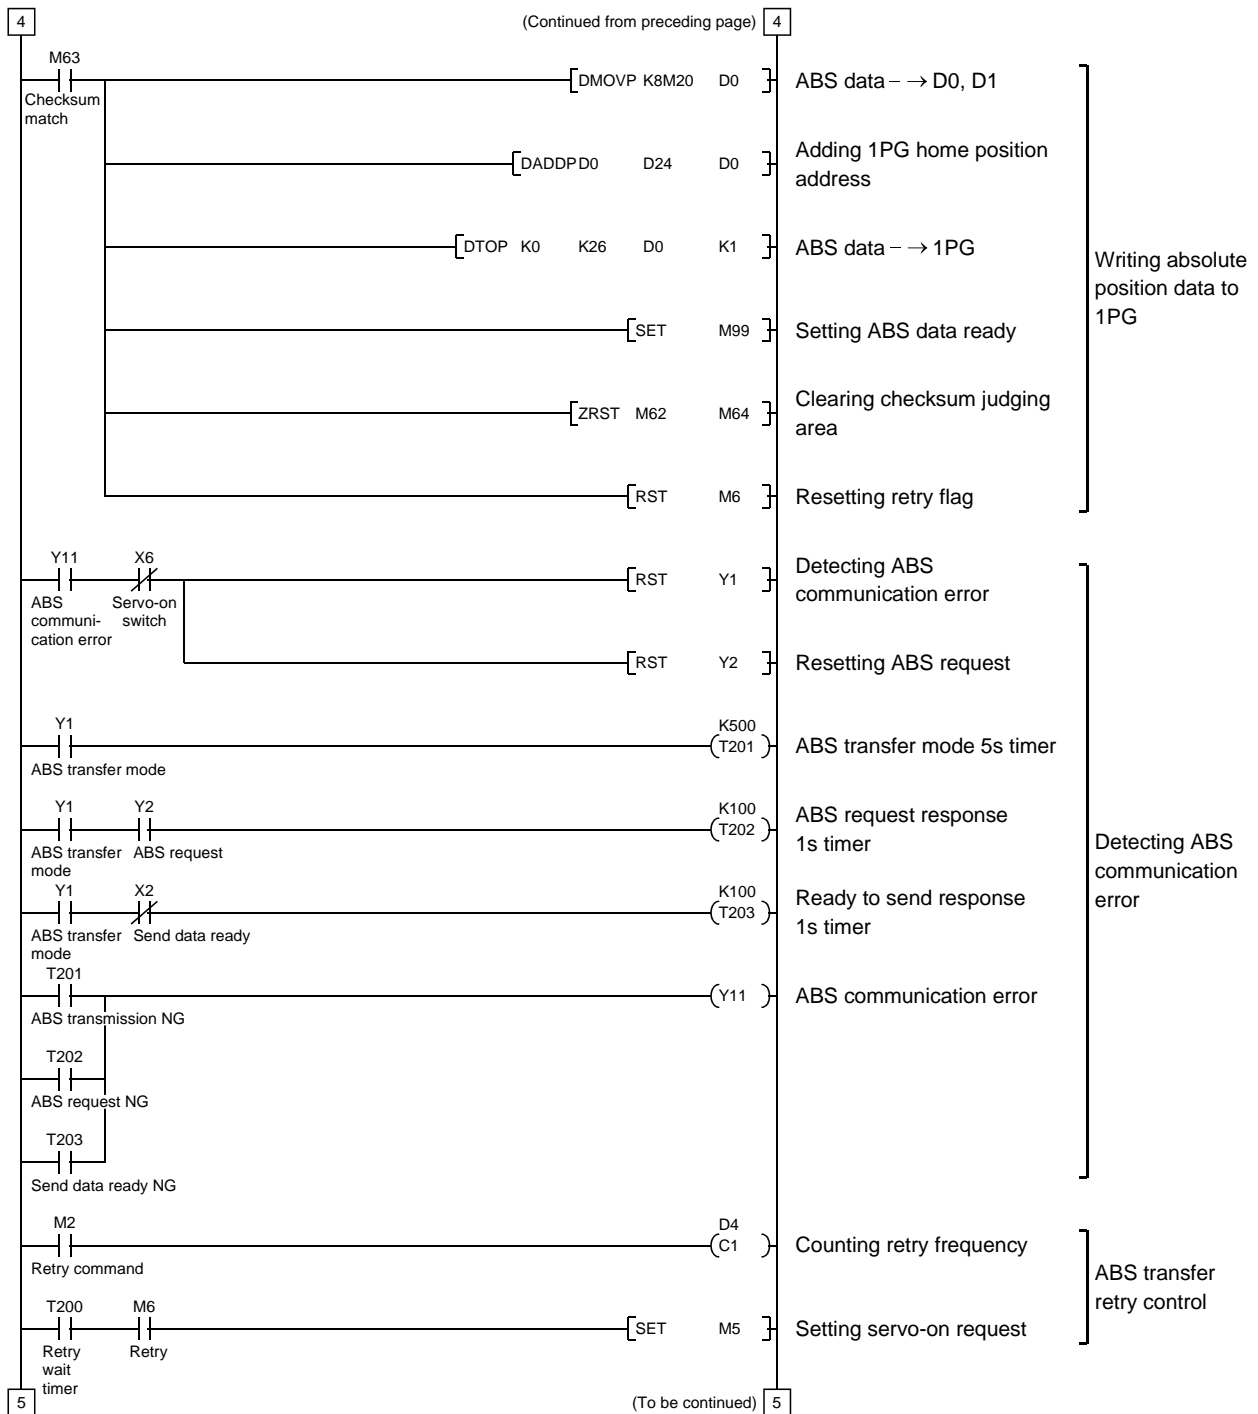 4 (Continued from preceding page) 4
M63
Checksum
match
DMOVP K8M20 D0
ABS data – → D0, D1
DADDPD0 D24 D0
Adding 1PG home position
address
DTOP K0 K26 D0 K1
ABS data – → 1PG
SET M99
Setting ABS data ready
ZRST M62 M64
Clearing checksum judging
area
RST M6
Resetting retry flag
Writing absolute
position data to
1PG
Y11 X6
ABS
communi-
cation error
Servo-on
switch
RST Y1
Detecting ABS
communication error
RST Y2
Resetting ABS request
Y1
ABS transfer mode
K500
T201
ABS transfer mode 5s timer
Y1 Y2
ABS transfer
mode
ABS request
K100
T202
ABS request response
1s timer
Y1 X2
ABS transfer
mode
Send data ready
K100
T203
Ready to send response
1s timer
T201
ABS transmission NG
Y11
ABS communication error
T202
ABS request NG
T203
Send data ready NG
Detecting ABS
communication
error
M2
Retry command
D4
C1
Counting retry frequency
T200 M6
Retry
wait
timer
Retry
SET M5
Setting servo-on request
ABS transfer
retry control
5 (To be continued) 5